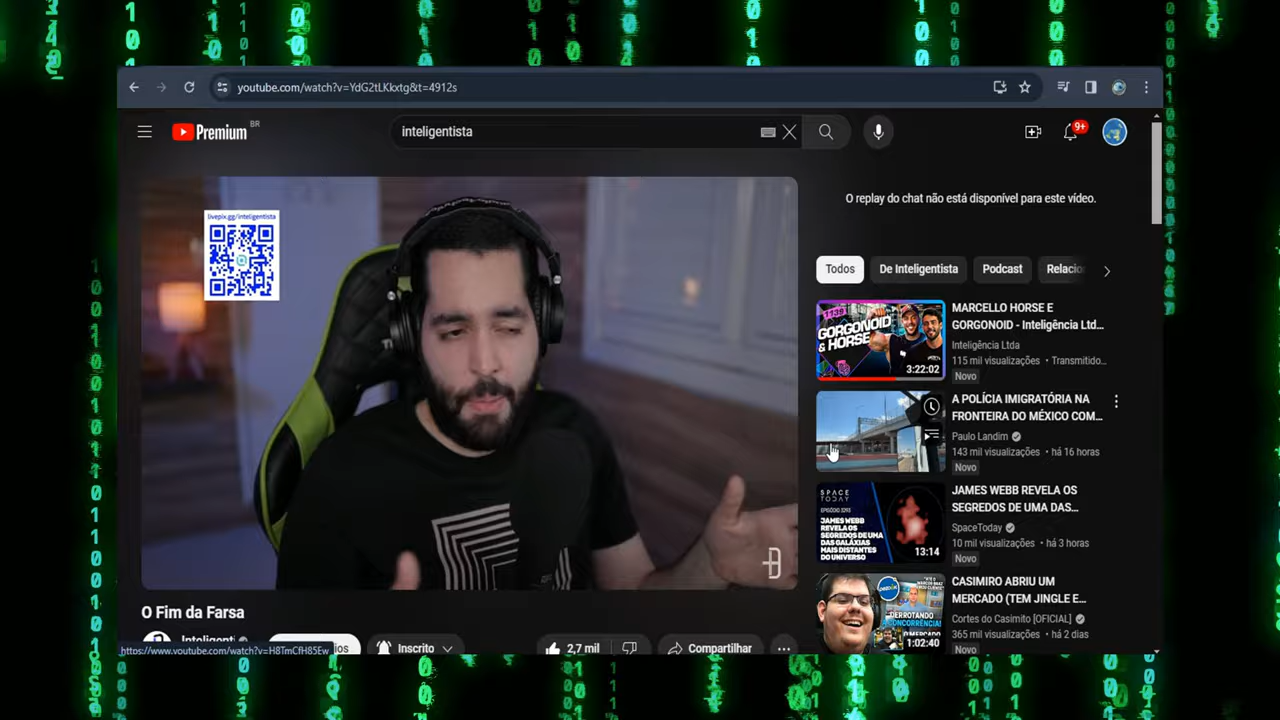 youtube.com/watch?v=YdG2tLKkxtg&t=4912s
Premium BR
inteligentista
9+
livepix.gg/inteligentista
O replay do chat não está disponível para este vídeo.
Todos
De Inteligentista
Podcast
Relacio
1139
GORGONOID
& HORSE
3:22:02
MARCELLO HORSE E
GORGONOID - Inteligência Ltd...
Inteligência Ltda
115 mil visualizações • Transmitido...
Novo
A POLÍCIA IMIGRATÓRIA NA
FRONTEIRA DO MÉXICO COM...
Paulo Landim
143 mil visualizações • há 16 horas
Novo
SPACE
TODAY
JAMES WEBB
REVELA OS
SEGREDOS DE UMA
DAS GALÁXIAS
MAIS DISTANTES
DO UNIVERSO
13:14
JAMES WEBB REVELA OS
SEGREDOS DE UMA DAS...
SpaceToday
10 mil visualizações • há 3 horas
Novo
DERROTANDO
A CONCORRÊNCIA!
1:02:40
CASIMIRO ABRIU UM
MERCADO (TEM JINGLE E...
Cortes do Casimito [OFICIAL]
365 mil visualizações • há 2 dias
Novo
O Fim da Farsa
Inteligenti
ios
Inscrito
2,7 mil
Compartilhar
https://www.youtube.com/watch?v=H8TmCfH85Ew